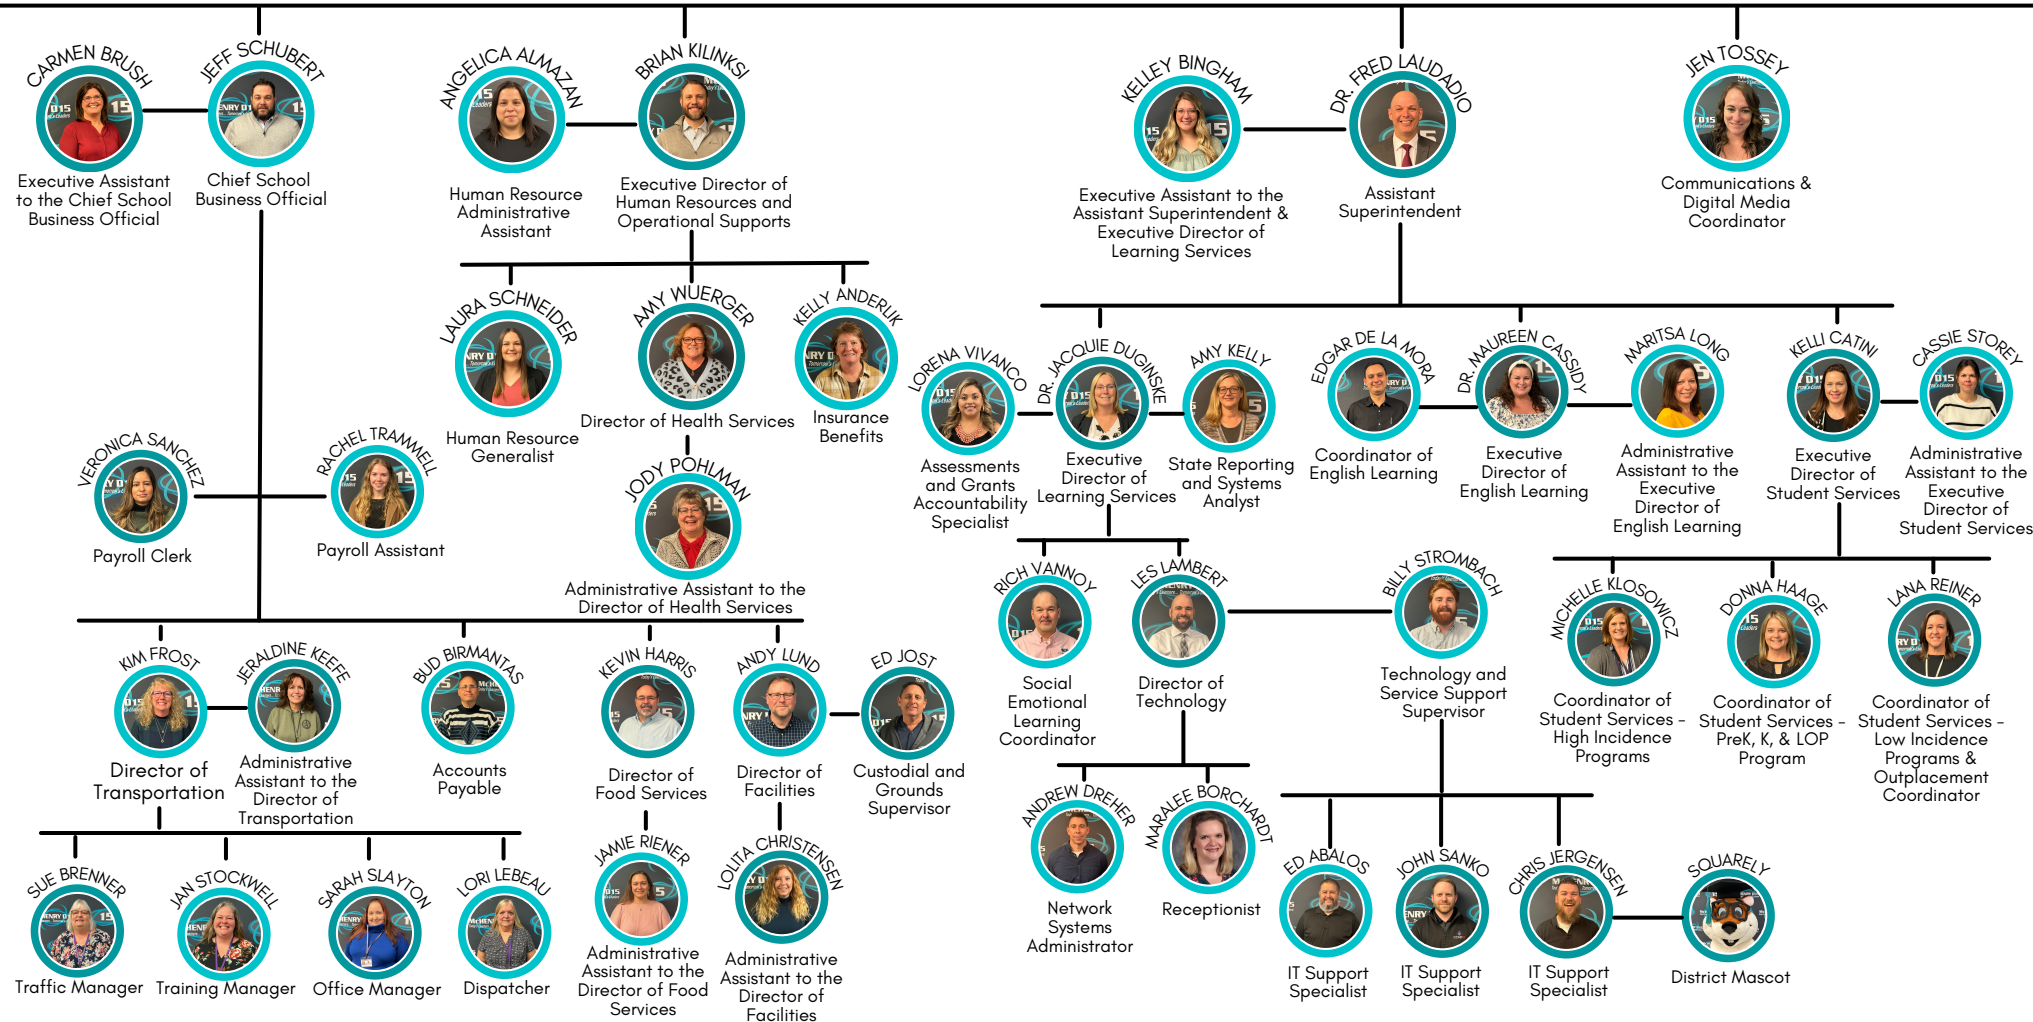 CARMEN BRUSH
Executive Assistant
to the Chief School
Business Official
JEFF SCHUBERT
Chief School
Business Official
ANGELICA ALMAZAN
Human Resource
Administrative
Assistant
BRIAN KILINKSI
Executive Director of
Human Resources and
Operational Supports
KELLEY BINGHAM
Executive Assistant to the
Assistant Superintendent &
Executive Director of
Learning Services
DR. FRED LAUDADIO
Assistant
Superintendent
JEN TOSSEY
Communications &
Digital Media
Coordinator
LAURA SCHNEIDER
Human Resource
Generalist
AMY WUERGER
Director of Health Services
KELLY ANDERLIK
Insurance
Benefits
JODY POHLMAN
Administrative Assistant to the
Director of Health Services
VERONICA SANCHEZ
Payroll Clerk
RACHEL TRAMMELL
Payroll Assistant
LORENA VIVANCO
Assessments
and Grants
Accountability
Specialist
DR. JACQUIE DUGINSKE
Executive
Director of
Learning Services
AMY KELLY
State Reporting
and Systems
Analyst
EDGAR DE LA MORA
Coordinator of
English Learning
DR. MAUREEN CASSIDY
Executive
Director of
English Learning
MARITSA LONG
Administrative
Assistant to the
Executive
Director of
English Learning
KELLI CATINI
Executive
Director of
Student Services
CASSIE STOREY
Administrative
Assistant to the
Executive
Director of
Student Services
RICH VANNOY
Social
Emotional
Learning
Coordinator
LES LAMBERT
Director of
Technology
BILLY STROMBACH
Technology and
Service Support
Supervisor
MICHELLE KLOSOWICZ
Coordinator of
Student Services -
High Incidence
Programs
DONNA HAAGE
Coordinator of
Student Services -
PreK, K, & LOP
Program
LANA REINER
Coordinator of
Student Services -
Low Incidence
Programs &
Outplacement
Coordinator
KIM FROST
Director of
Transportation
JERALDINE KEEFE
Administrative
Assistant to the
Director of
Transportation
BUD BIRMANTAS
Accounts
Payable
KEVIN HARRIS
Director of
Food Services
ANDY LUND
Director of
Facilities
ED JOST
Custodial and
Grounds
Supervisor
SUE BRENNER
Traffic Manager
JAN STOCKWELL
Training Manager
SARAH SLAYTON
Office Manager
LORI LEBEAU
Dispatcher
JAMIE RIENER
Administrative
Assistant to the
Director of Food
Services
LOLITA CHRISTENSEN
Administrative
Assistant to the
Director of
Facilities
ANDREW DREHER
Network
Systems
Administrator
MARALEE BORCHARDT
Receptionist
ED ABALOS
IT Support
Specialist
JOHN SANKO
IT Support
Specialist
CHRIS JERGENSEN
IT Support
Specialist
SQUARELY
District Mascot